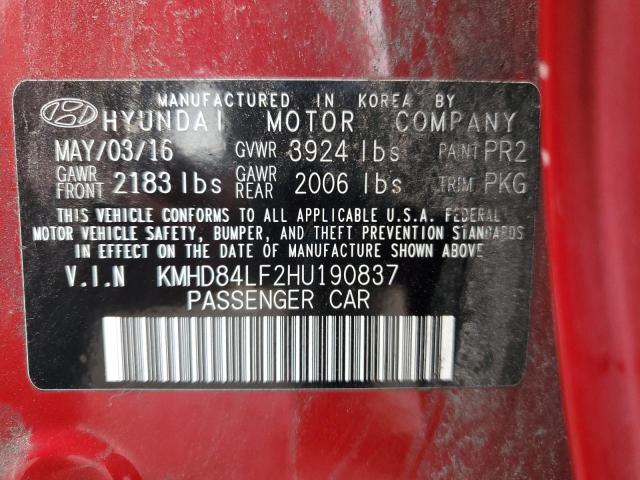 MANUFACTURED IN KOREA BY
HYUNDAI MOTOR COMPANY
MAY/03/16 GVWR 3924 lbs PAINT PR2
GAWR FRONT 2183 lbs GAWR REAR 2006 lbs TRIM PKG
THIS VEHICLE CONFORMS TO ALL APPLICABLE U.S.A. FEDERAL
MOTOR VEHICLE SAFETY, BUMPER, AND THEFT PREVENTION STANDARDS
IN EFFECT ON THE DATE OF MANUFACTURE SHOWN ABOVE
V.I.N KMHD84LF2HU190837
PASSENGER CAR